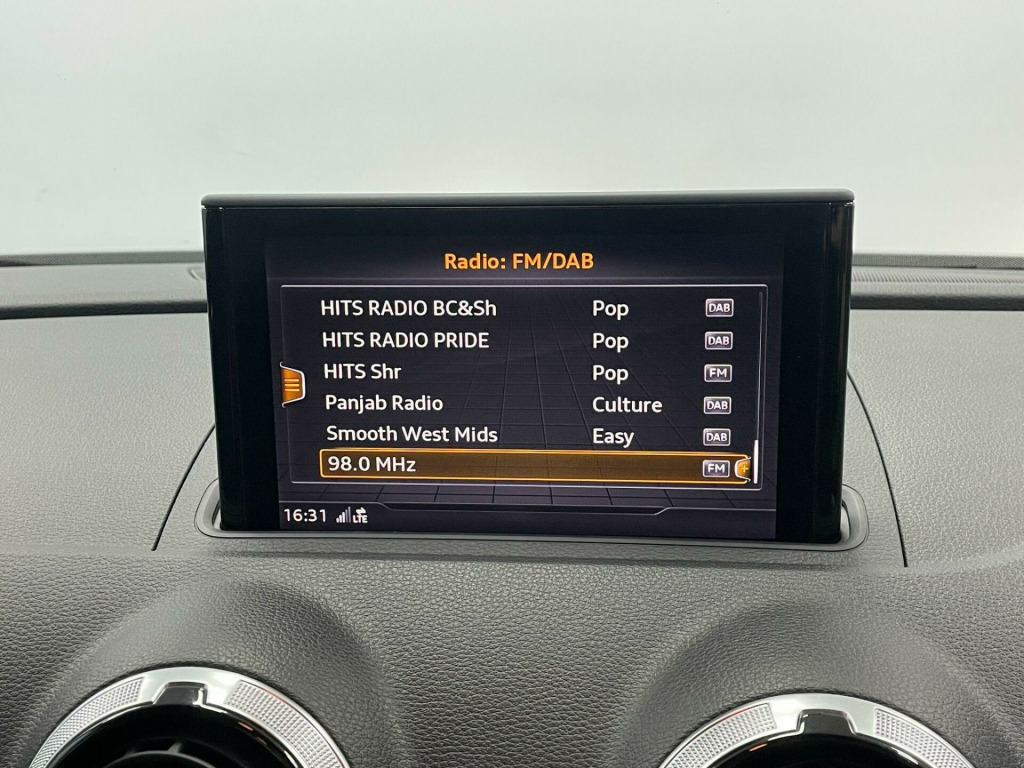 Radio: FM/DAB
HITS RADIO BC&Sh Pop DAB
HITS RADIO PRIDE Pop DAB
HITS Shr Pop FM
Panjab Radio Culture DAB
Smooth West Mids Easy DAB
98.0 MHz FM +
16:31 LTE